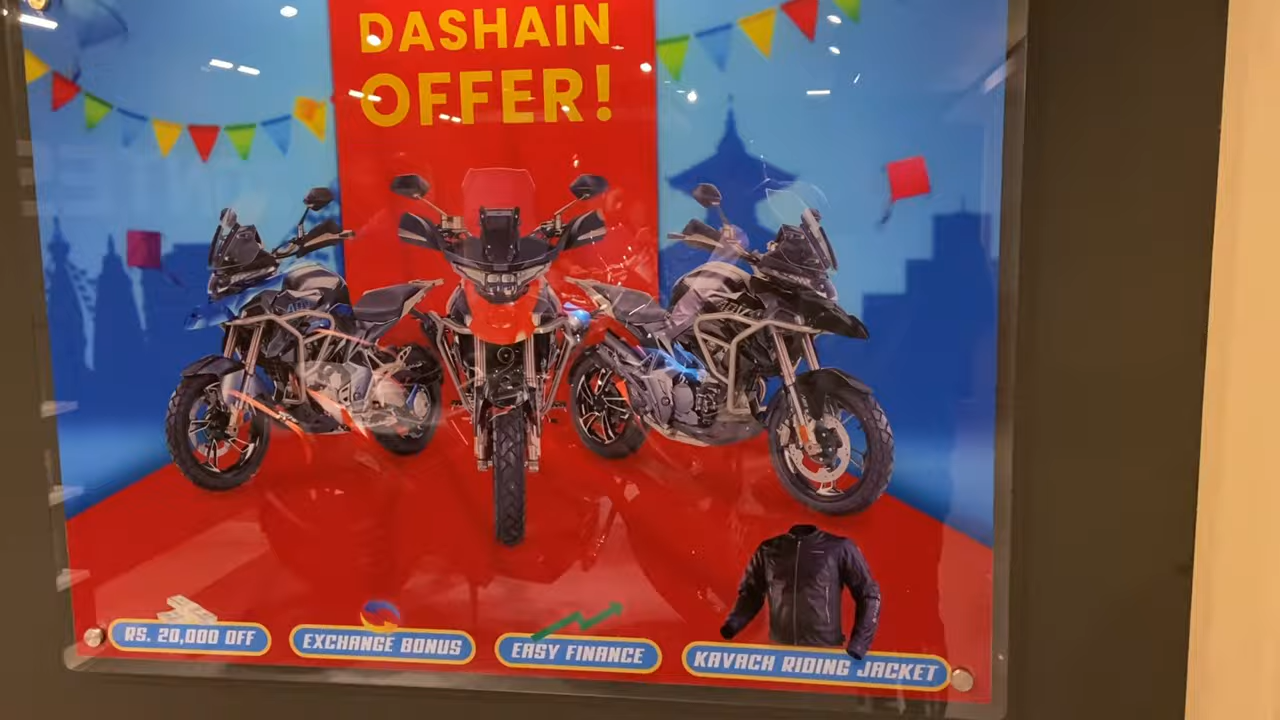 DASHAIN
OFFER!
RS. 20,000 OFF
EXCHANGE BONUS
EASY FINANCE
KAVACH RIDING JACKET